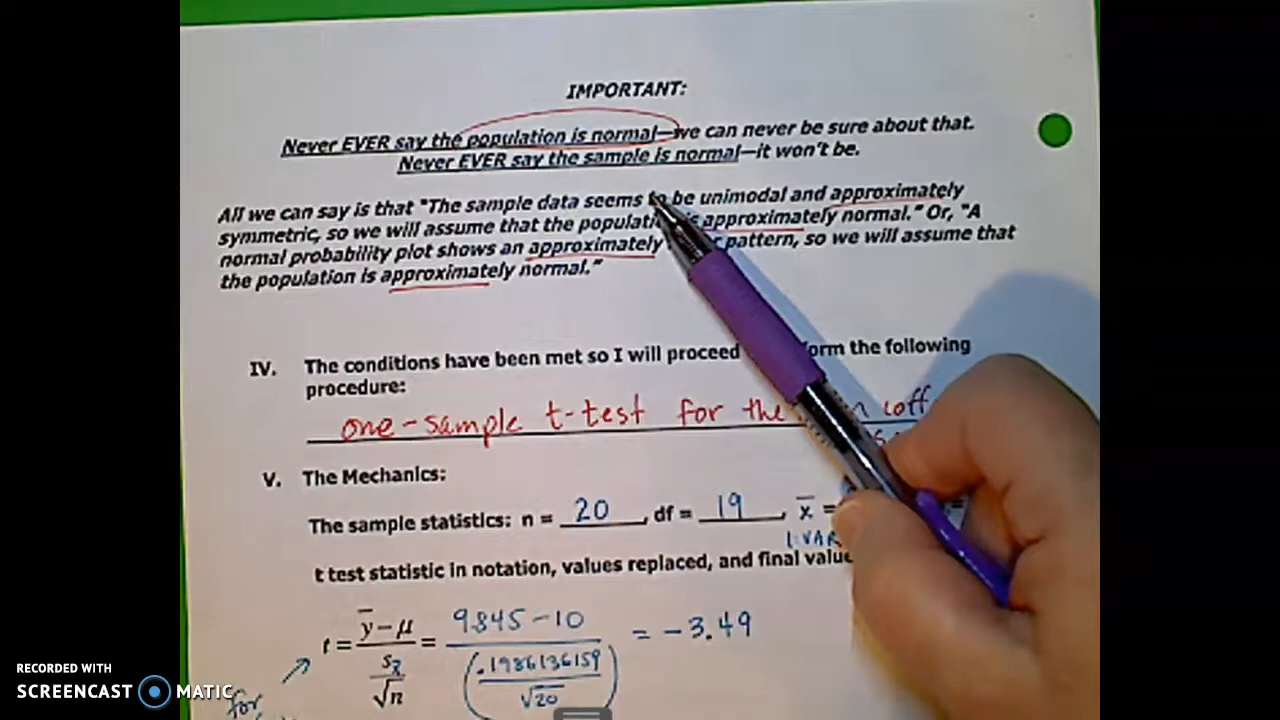 IMPORTANT:
Never EVER say the population is normal—we can never be sure about that.
Never EVER say the sample is normal—it won't be.
All we can say is that "The sample data seems to be unimodal and approximately
symmetric, so we will assume that the populati is approximately normal." Or, "A
normal probability plot shows an approximately pattern, so we will assume that
the population is approximately normal."
IV. The conditions have been met so I will proceed orm the following
procedure:
one-sample t-test for the coff
V. The Mechanics:
The sample statistics: n = 20, df = 19, x̄ =
1-VAR
t test statistic in notation, values replaced, and final value
t = ȳ - μ / s / √n = 9.845 - 10 / (.1986136159 / √20) = -3.49
for
RECORDED WITH
SCREENCAST MATIC